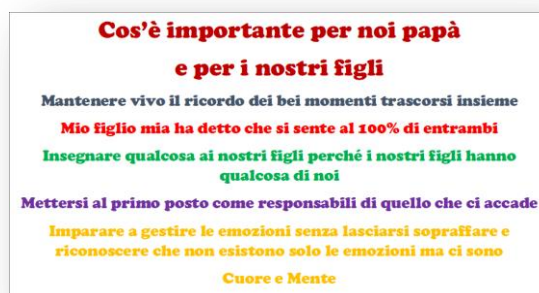 Cos'è importante per noi papà
e per i nostri figli
Mantenere vivo il ricordo dei bei momenti trascorsi insieme
Mio figlio mia ha detto che si sente al 100% di entrambi
Insegnare qualcosa ai nostri figli perché i nostri figli hanno
qualcosa di noi
Mettersi al primo posto come responsabili di quello che ci accade
Imparare a gestire le emozioni senza lasciarsi sopraffare e
riconoscere che non esistono solo le emozioni ma ci sono
Cuore e Mente